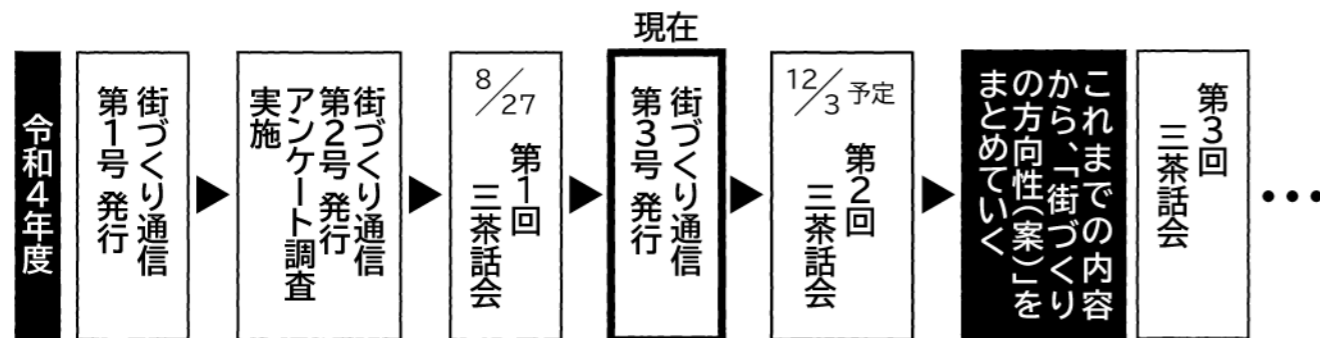 現在
令和4年度
街づくり通信
第1号 発行
街づくり通信
第2号 発行
アンケート調査
実施
8/27
第1回
三茶話会
街づくり通信
第3号 発行
12/3 予定
第2回
三茶話会
これまでの内容
から、「街づくり
の方向性(案)」を
まとめていく
第3回
三茶話会
•••